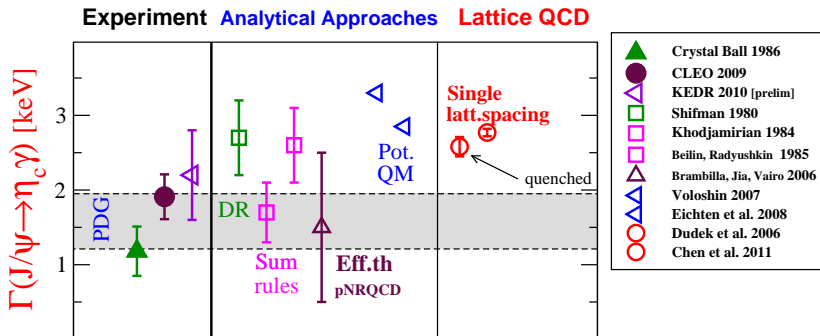 Experiment Analytical Approaches Lattice QCD
Γ(J/ψ→η_cγ) [keV]
3
2
1
PDG
DR
Sum
rules
Eff.th
pNRQCD
Pot.
QM
Single
latt.spacing
quenched
Crystal Ball 1986
CLEO 2009
KEDR 2010 [prelim]
Shifman 1980
Khodjamirian 1984
Beilin, Radyushkin 1985
Brambilla, Jia, Vairo 2006
Voloshin 2007
Eichten et al. 2008
Dudek et al. 2006
Chen et al. 2011